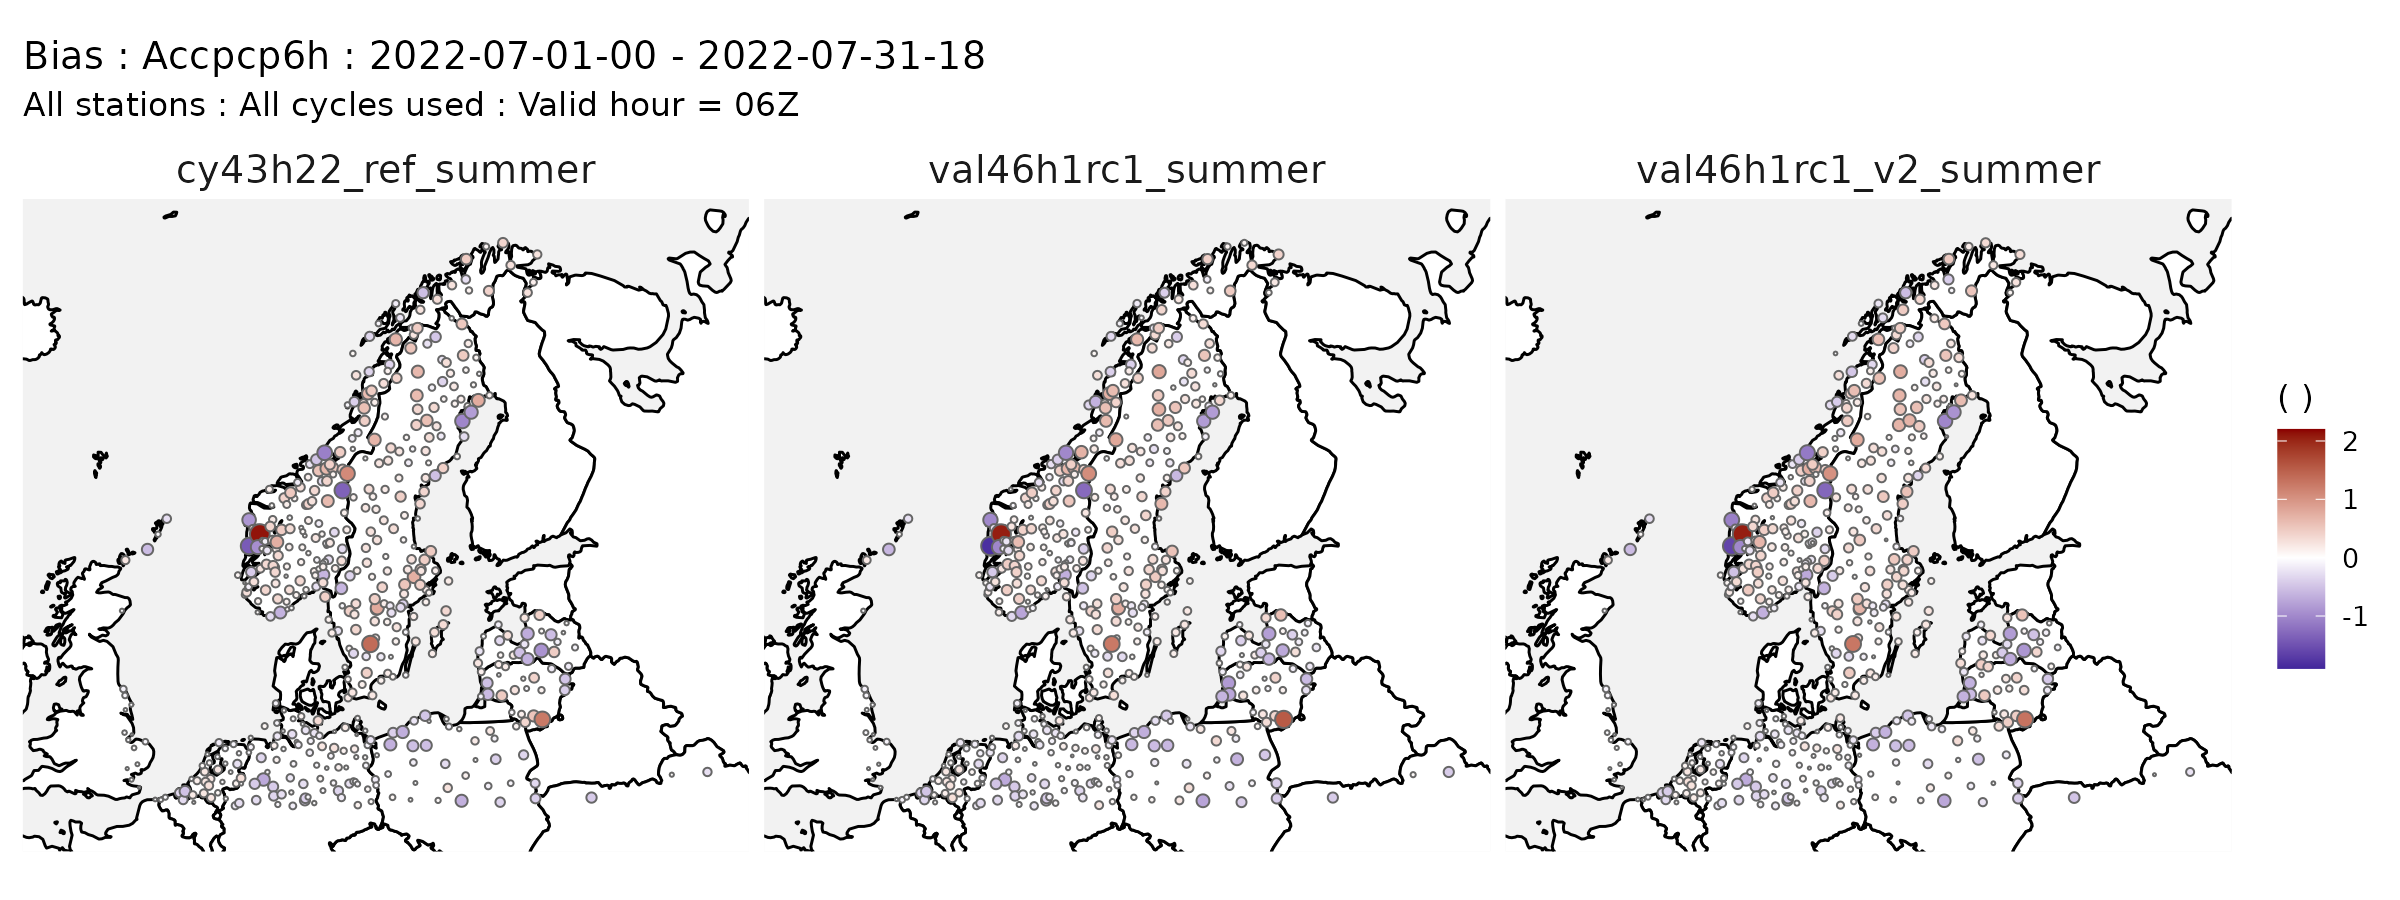 Bias : Accpcp6h : 2022-07-01-00 - 2022-07-31-18
All stations : All cycles used : Valid hour = 06Z
cy43h22_ref_summer
val46h1rc1_summer
val46h1rc1_v2_summer
( )
2
1
0
-1